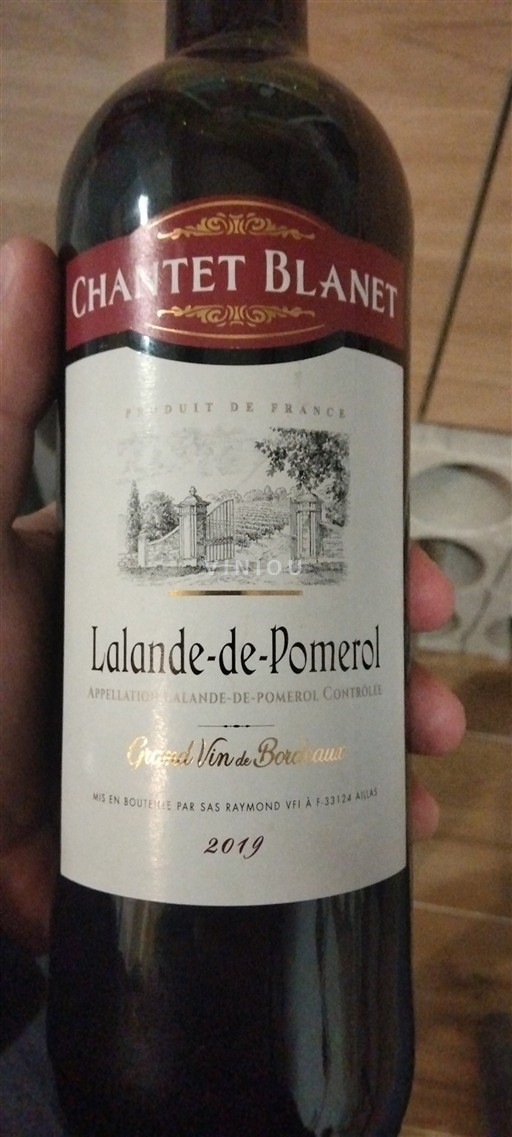 CHANTET BLANET
PRODUIT DE FRANCE
VINIOU
Lalande-de-Pomerol
APPELLATION LALANDE-DE-POMEROL CONTRÔLÉE
Grand Vin de Bordeaux
MIS EN BOUTEILLE PAR SAS RAYMOND VFI À F-33124 AILLAS
2019